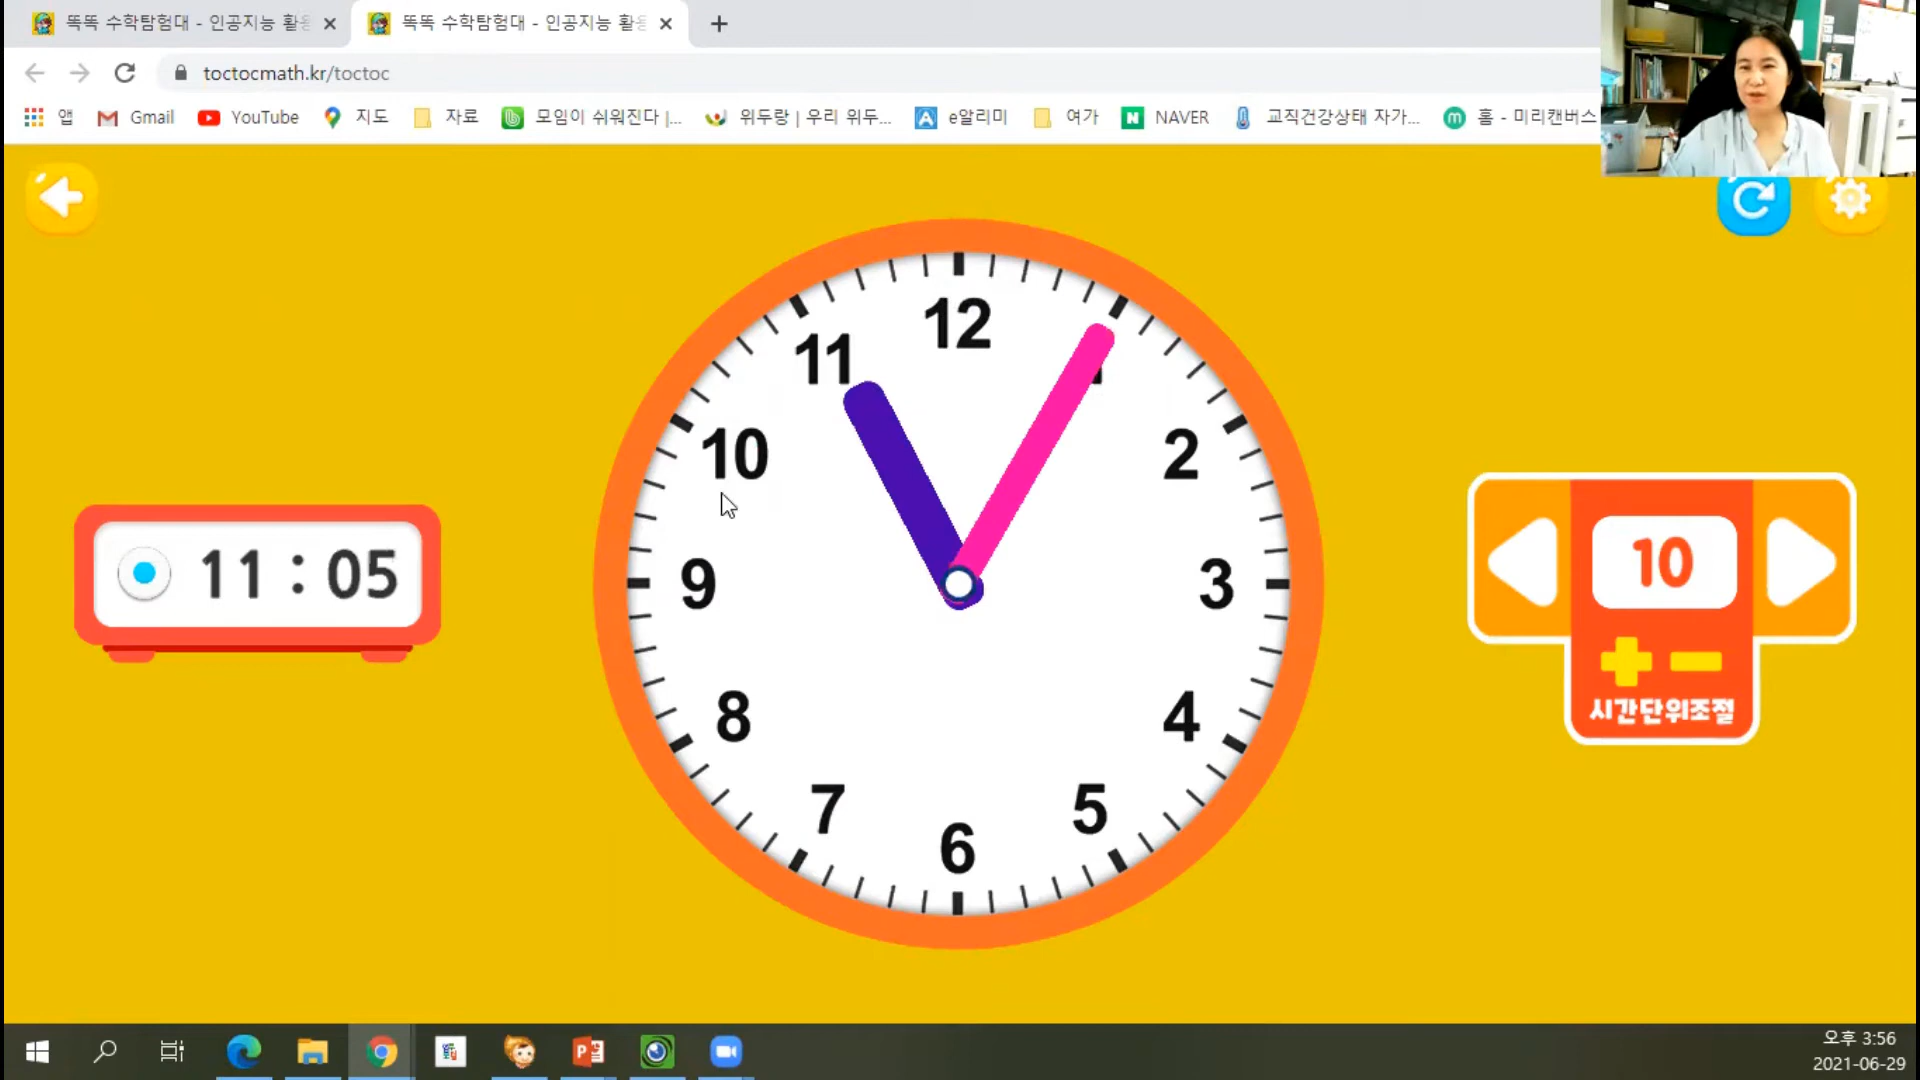 똑똑 수학탐험대 - 인공지능 활용
똑똑 수학탐험대 - 인공지능 활용
toctocmath.kr/toctoc
앱
Gmail
YouTube
지도
자료
모임이 쉬워진다 |...
위두랑 | 우리 위두...
e알리미
여가
NAVER
교직건강상태 자가...
홈 - 미리캔버스
12
11
10
2
9
3
8
4
7
5
6
11 : 05
10
시간단위조절
오후 3:56
2021-06-29